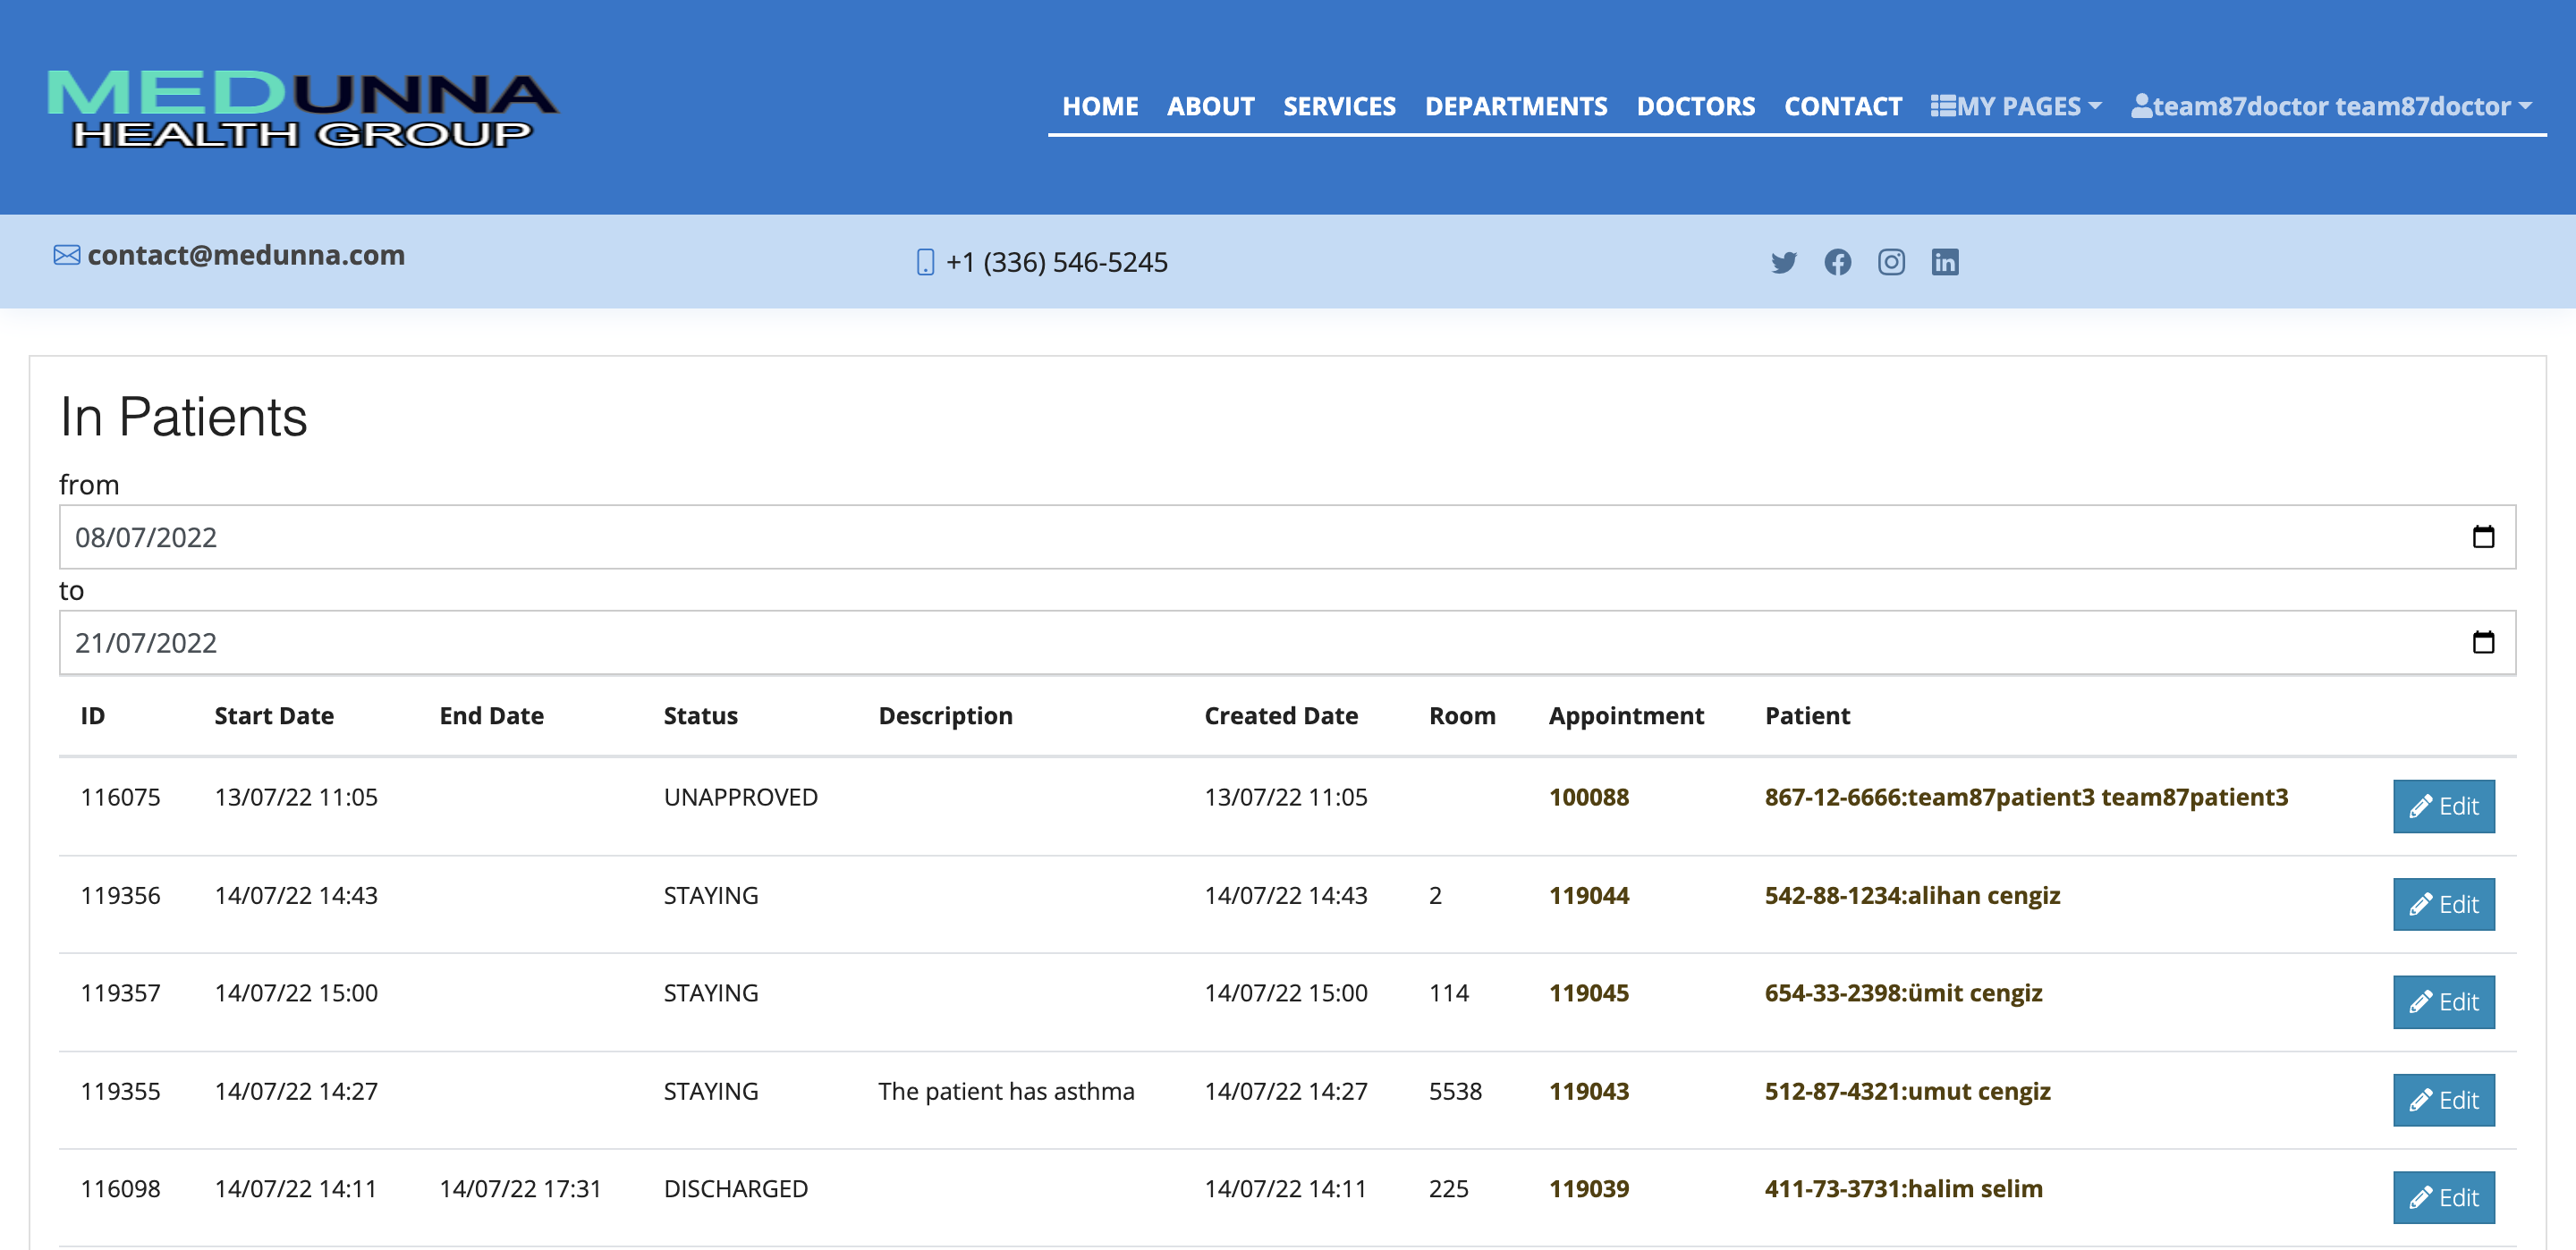 MEDUNNA
HEALTH GROUP
HOME ABOUT SERVICES DEPARTMENTS DOCTORS CONTACT MY PAGES team87doctor team87doctor
contact@medunna.com +1 (336) 546-5245
In Patients
from
08/07/2022
to
21/07/2022
ID Start Date End Date Status Description Created Date Room Appointment Patient
116075 13/07/22 11:05 UNAPPROVED 13/07/22 11:05 100088 867-12-6666:team87patient3 team87patient3 Edit
119356 14/07/22 14:43 STAYING 14/07/22 14:43 2 119044 542-88-1234:alihan cengiz Edit
119357 14/07/22 15:00 STAYING 14/07/22 15:00 114 119045 654-33-2398:ümit cengiz Edit
119355 14/07/22 14:27 STAYING The patient has asthma 14/07/22 14:27 5538 119043 512-87-4321:umut cengiz Edit
116098 14/07/22 14:11 14/07/22 17:31 DISCHARGED 14/07/22 14:11 225 119039 411-73-3731:halim selim Edit